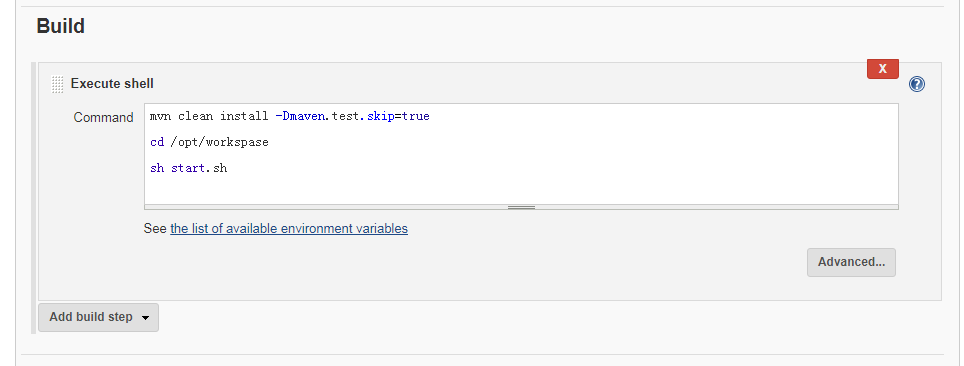 Build
Execute shell
X
?
Command
mvn clean install -Dmaven.test.skip=true
cd /opt/workspase
sh start.sh
See the list of available environment variables
Advanced...
Add build step